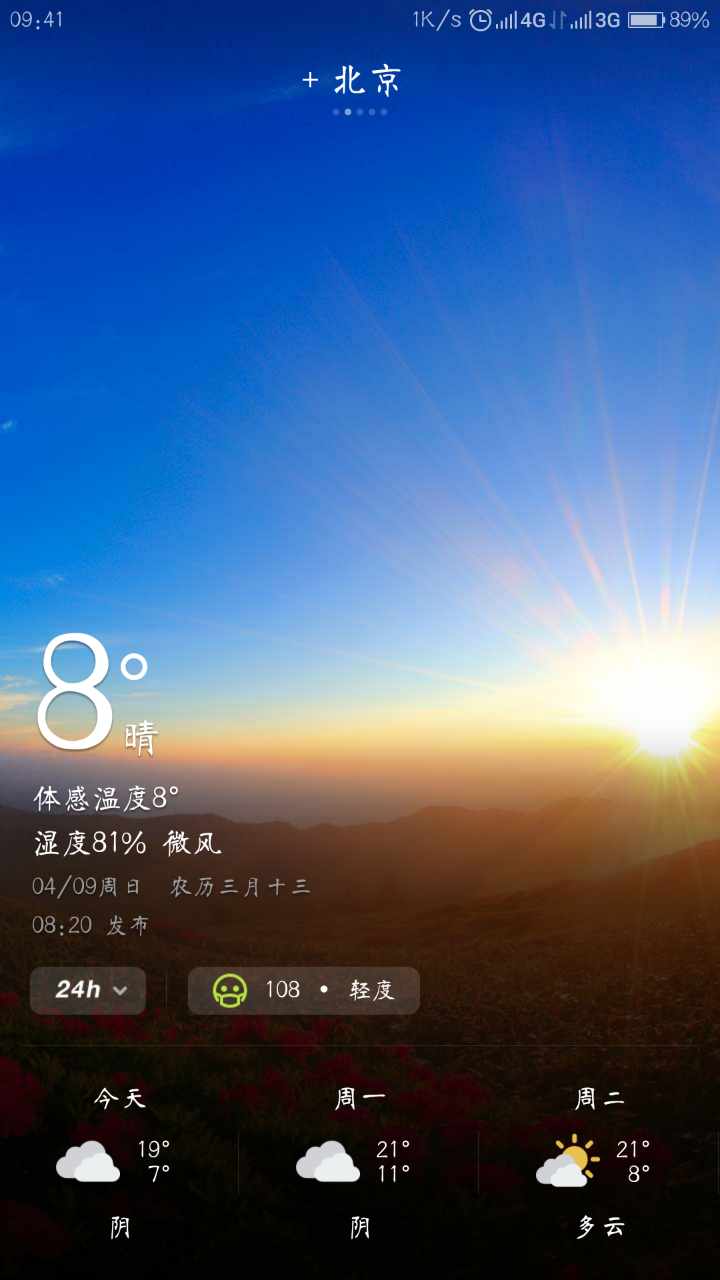 09:41 1K/s 4G 3G 89%
+ 北京
8°晴
体感温度8°
湿度81% 微风
04/09周日 农历三月十三
08:20 发布
24h 108 • 轻度
今天 周一 周二
19° 21° 21°
7° 11° 8°
阴 阴 多云